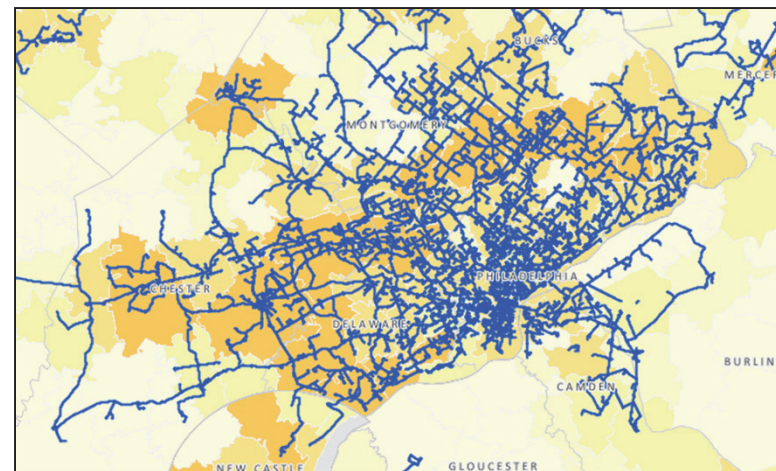 BUCKS
MERCER
MONTGOMERY
PHILADELPHIA
CHESTER
DELAWARE
BURLIN
CAMDEN
NEW CASTLE
GLOUCESTER